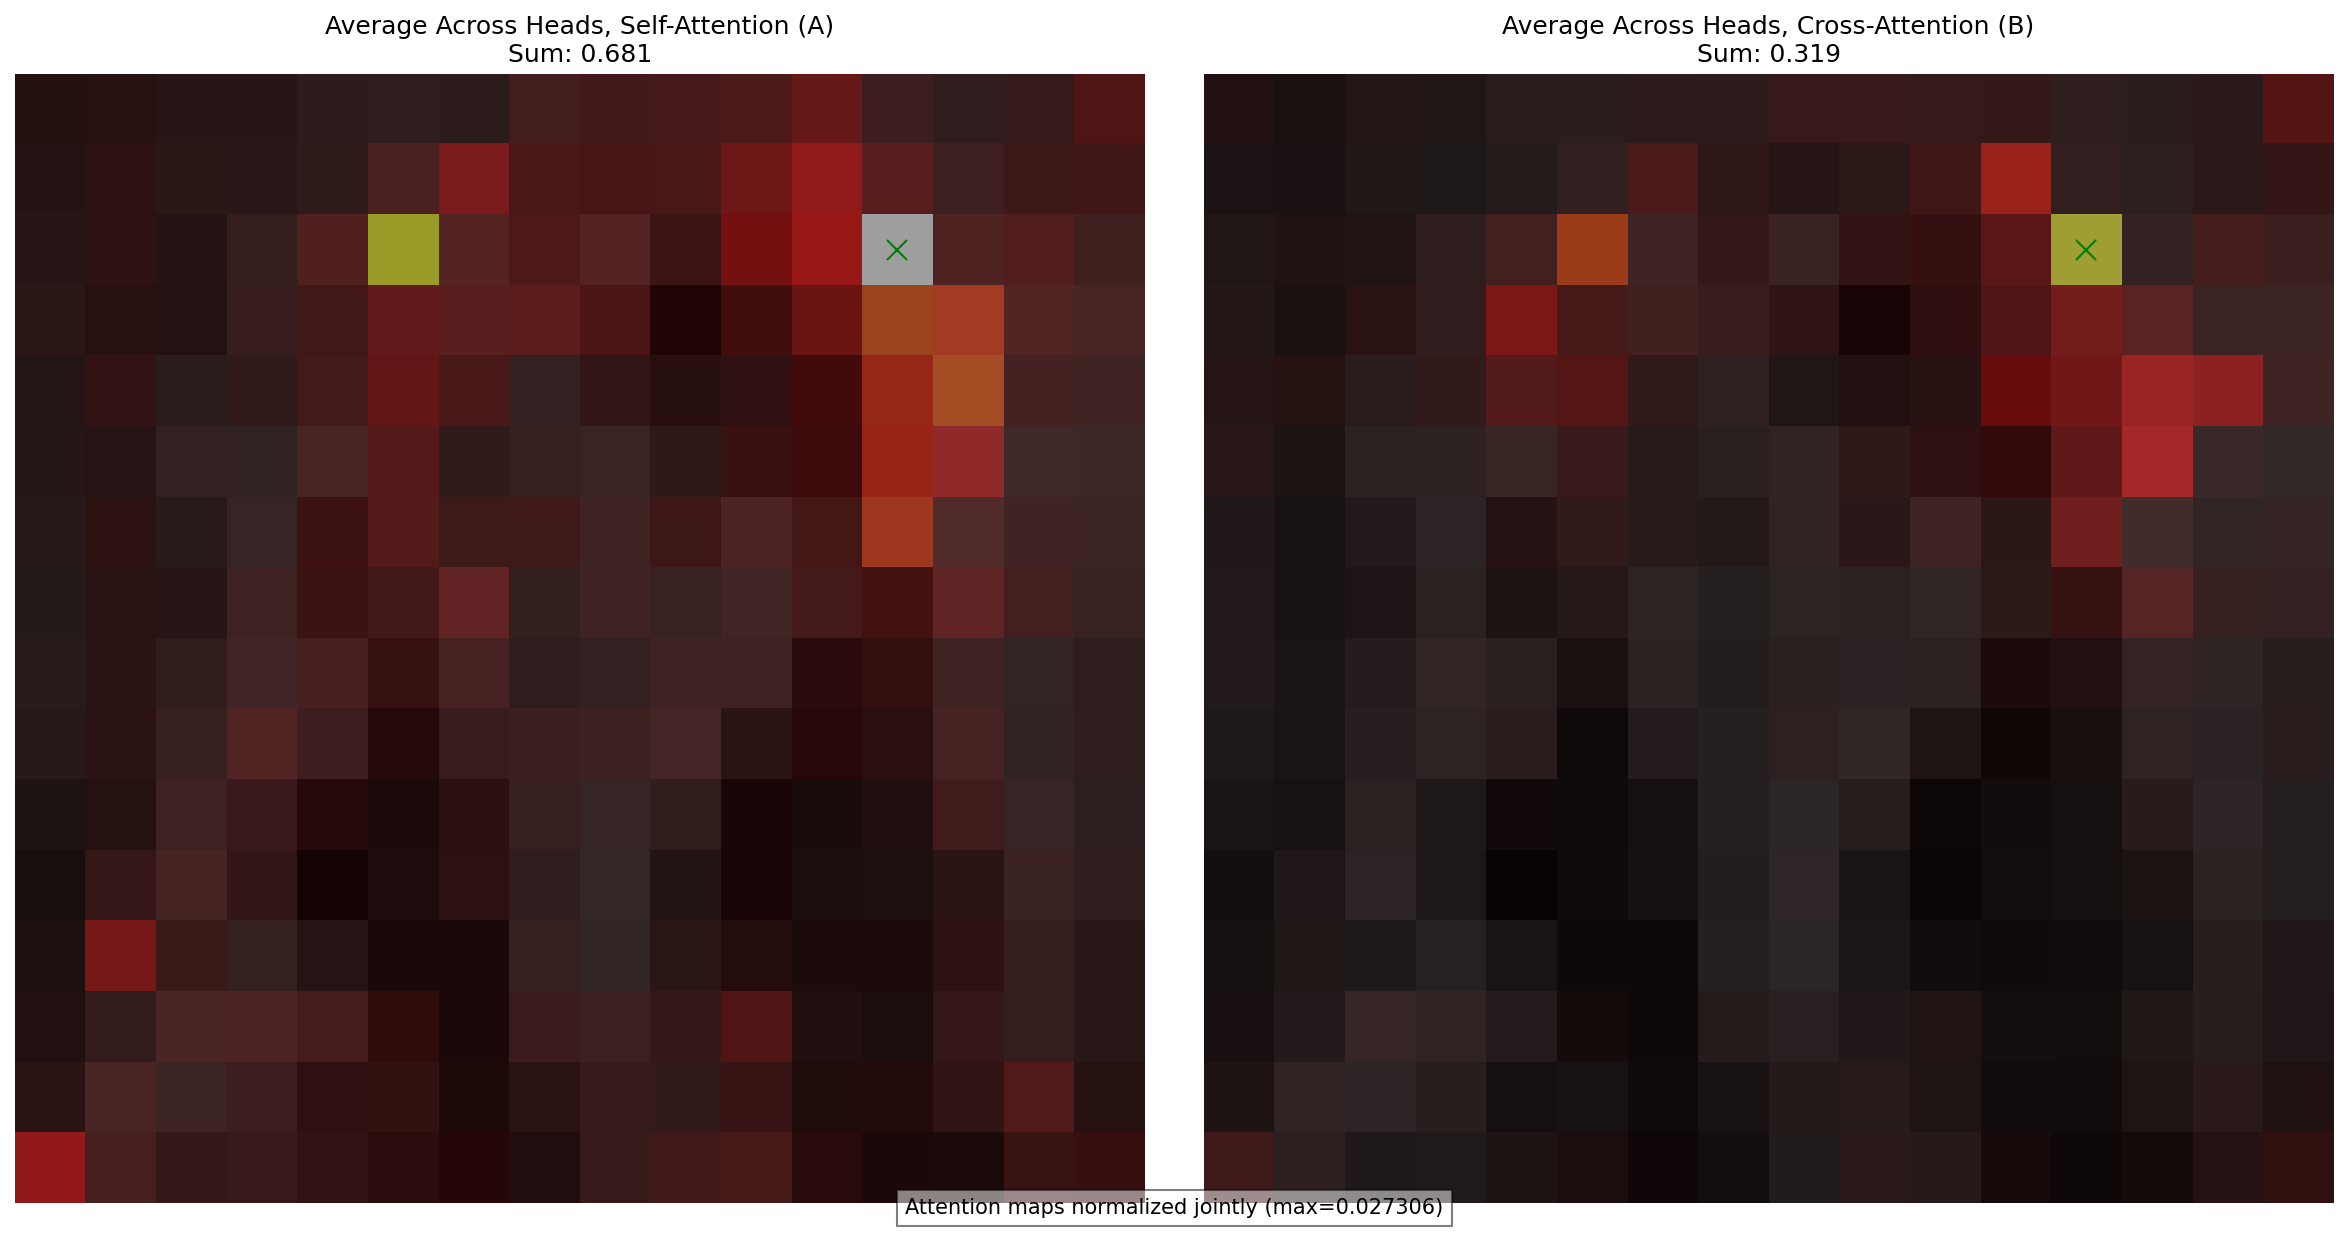 Average Across Heads, Self-Attention (A)
Sum: 0.681
Average Across Heads, Cross-Attention (B)
Sum: 0.319
Attention maps normalized jointly (max=0.027306)